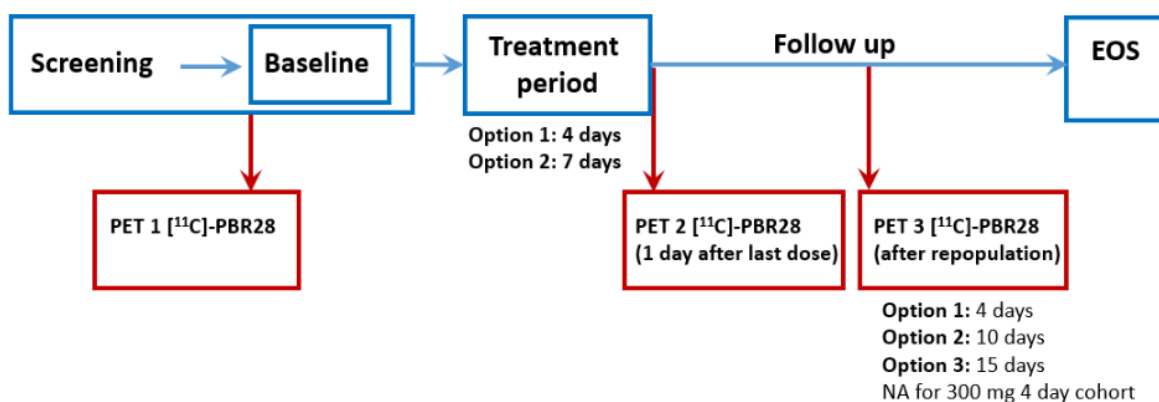 Screening
Baseline
Treatment
period
Follow up
EOS
Option 1: 4 days
Option 2: 7 days
PET 1 [¹¹C]-PBR28
PET 2 [¹¹C]-PBR28
(1 day after last dose)
PET 3 [¹¹C]-PBR28
(after repopulation)
Option 1: 4 days
Option 2: 10 days
Option 3: 15 days
NA for 300 mg 4 day cohort